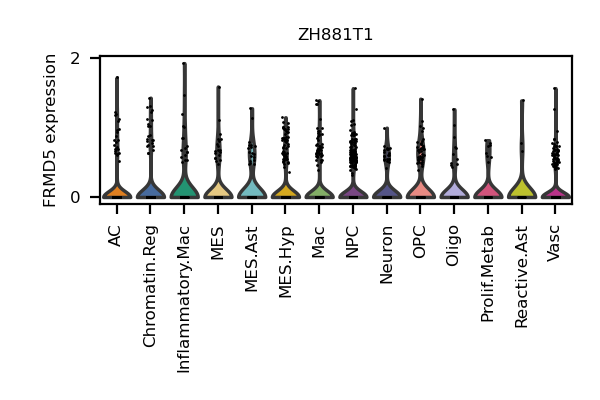 ZH881T1
FRMD5 expression
2
0
AC
Chromatin.Reg
Inflammatory.Mac
MES
MES.Ast
MES.Hyp
Mac
NPC
Neuron
OPC
Oligo
Prolif.Metab
Reactive.Ast
Vasc